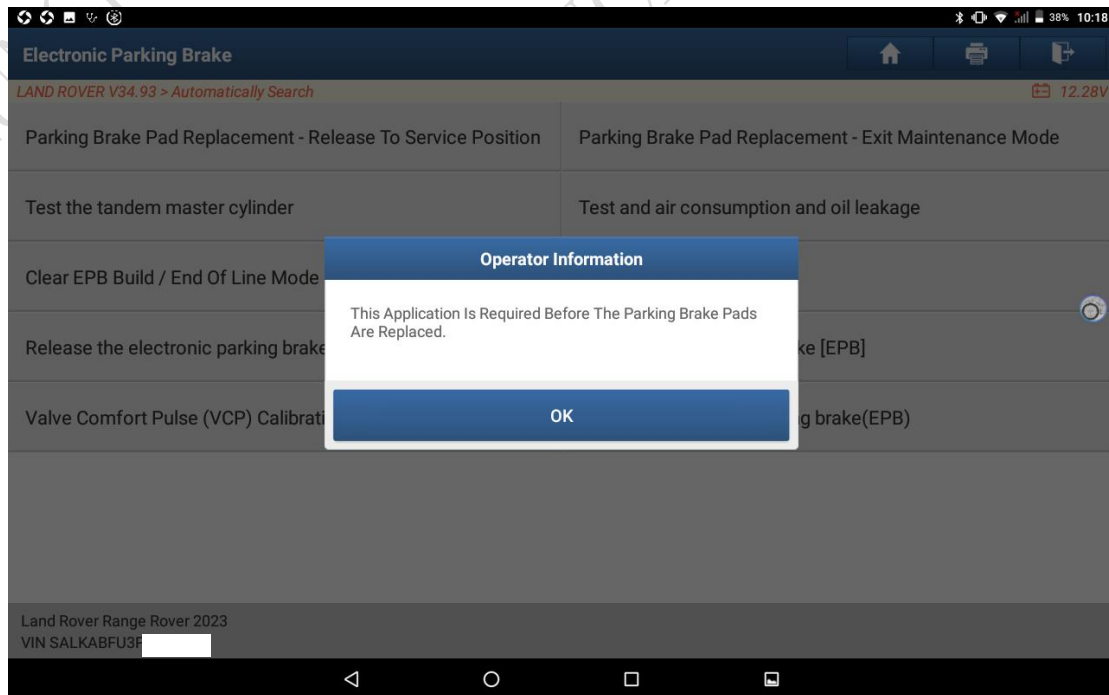 38% 10:18
Electronic Parking Brake
LAND ROVER V34.93 > Automatically Search
12.28V
Parking Brake Pad Replacement - Release To Service Position
Parking Brake Pad Replacement - Exit Maintenance Mode
Test the tandem master cylinder
Test and air consumption and oil leakage
Clear EPB Build / End Of Line Mode
Operator Information
This Application Is Required Before The Parking Brake Pads
Are Replaced.
Release the electronic parking brake
[EPB]
OK
Valve Comfort Pulse (VCP)
brake(EPB)
Land Rover Range Rover 2023
VIN SALKABFU3